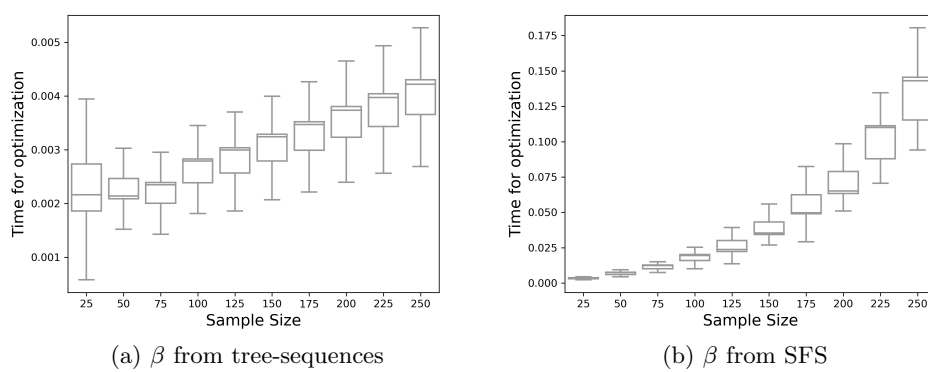 0.005
0.004
0.003
0.002
0.001
Time for optimization
25 50 75 100 125 150 175 200 225 250
Sample Size
(a) β from tree-sequences
0.175
0.150
0.125
0.100
0.075
0.050
0.025
0.000
Time for optimization
25 50 75 100 125 150 175 200 225 250
Sample Size
(b) β from SFS